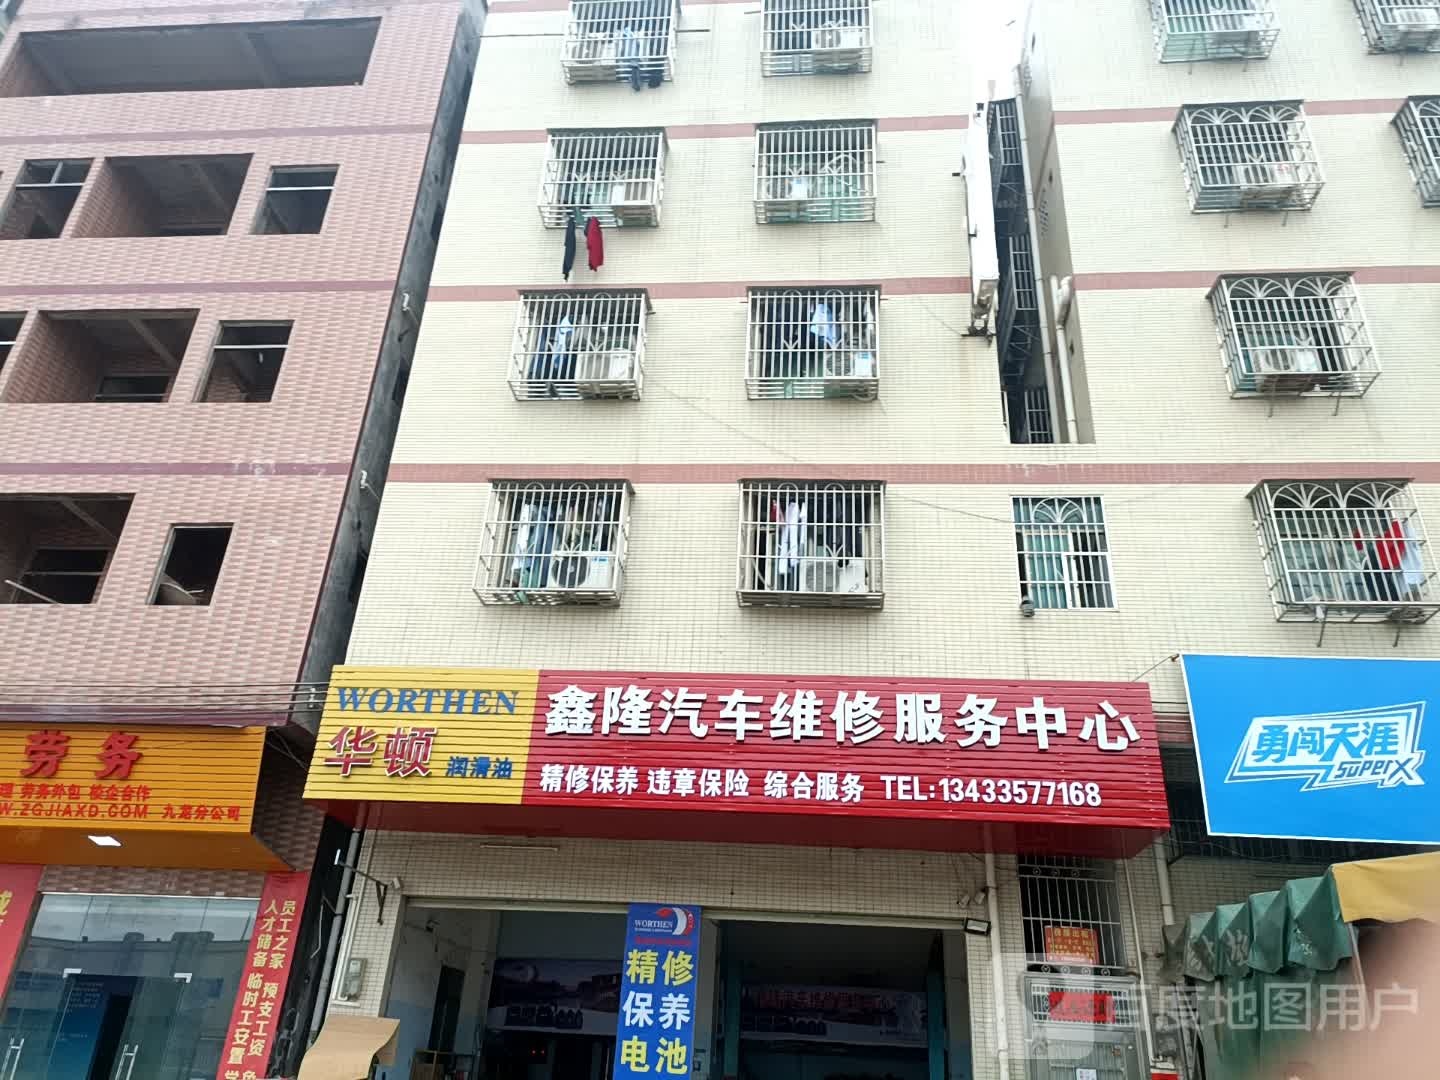 WORTHEN
华顿 润滑油
鑫隆汽车维修服务中心
精修保养 违章保险 综合服务 TEL:13433577168
勇闯天涯
superX
劳务
劳务外包 校企合作
W.ZGJIAXD.COM 九龙分公司
员工之家 预支工资
人才储备 临时工安置
WORTHEN
精修
保养
电池
百度地图用户